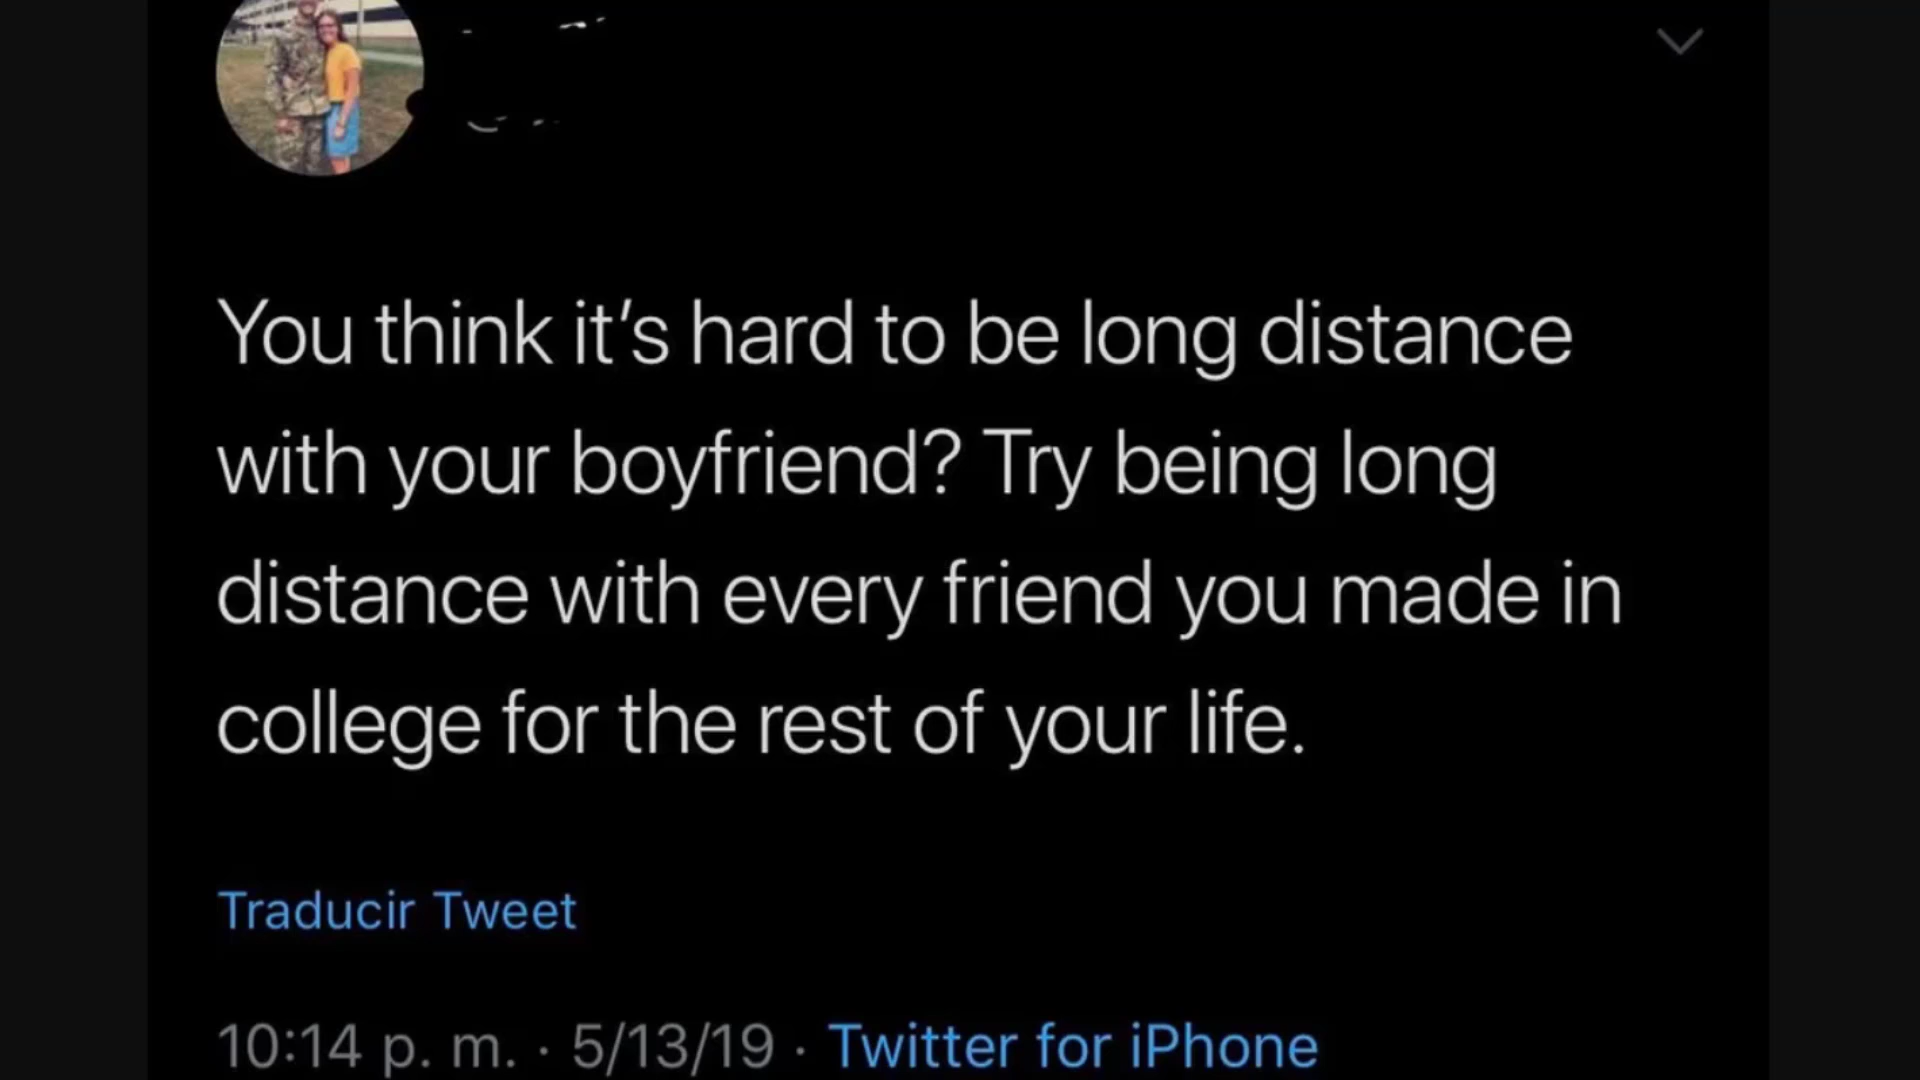 You think it’s hard to be long distance
with your boyfriend? Try being long
distance with every friend you made in
college for the rest of your life.
Traducir Tweet
10:14 p. m. · 5/13/19 · Twitter for iPhone